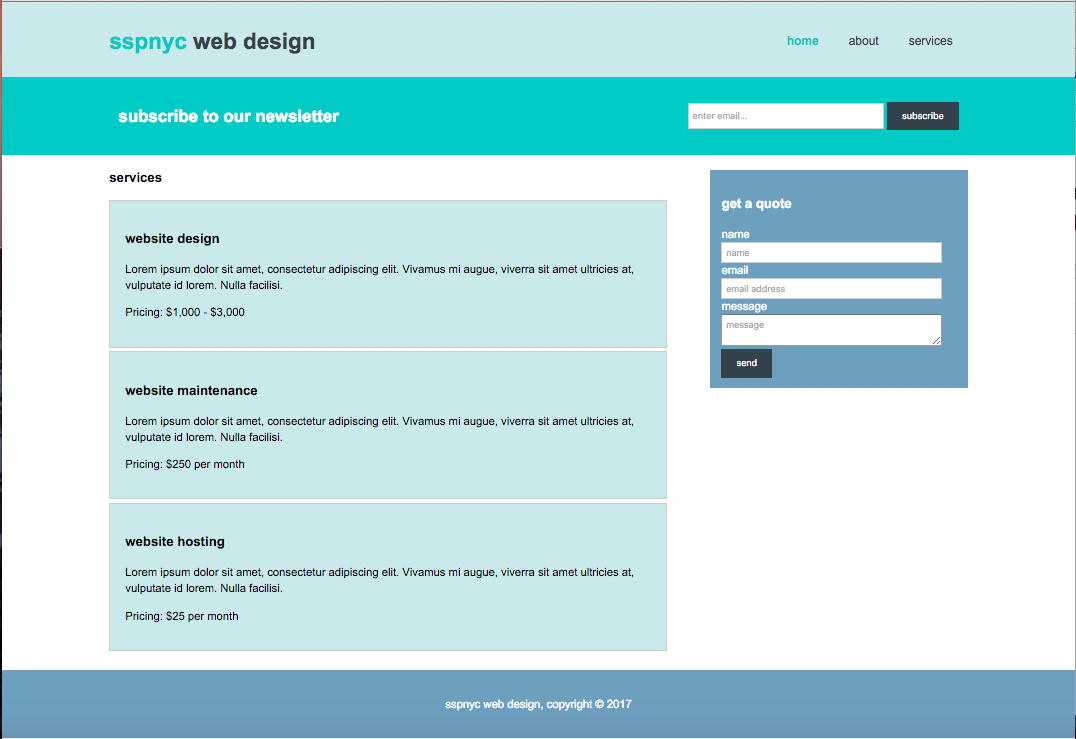 sspnyc web design
home about services
subscribe to our newsletter
enter email... subscribe
services
website design
Lorem ipsum dolor sit amet, consectetur adipiscing elit. Vivamus mi augue, viverra sit amet ultricies at,
vulputate id lorem. Nulla facilisi.
Pricing: $1,000 - $3,000
website maintenance
Lorem ipsum dolor sit amet, consectetur adipiscing elit. Vivamus mi augue, viverra sit amet ultricies at,
vulputate id lorem. Nulla facilisi.
Pricing: $250 per month
website hosting
Lorem ipsum dolor sit amet, consectetur adipiscing elit. Vivamus mi augue, viverra sit amet ultricies at,
vulputate id lorem. Nulla facilisi.
Pricing: $25 per month
get a quote
name
name
email
email address
message
message
send
sspnyc web design, copyright © 2017